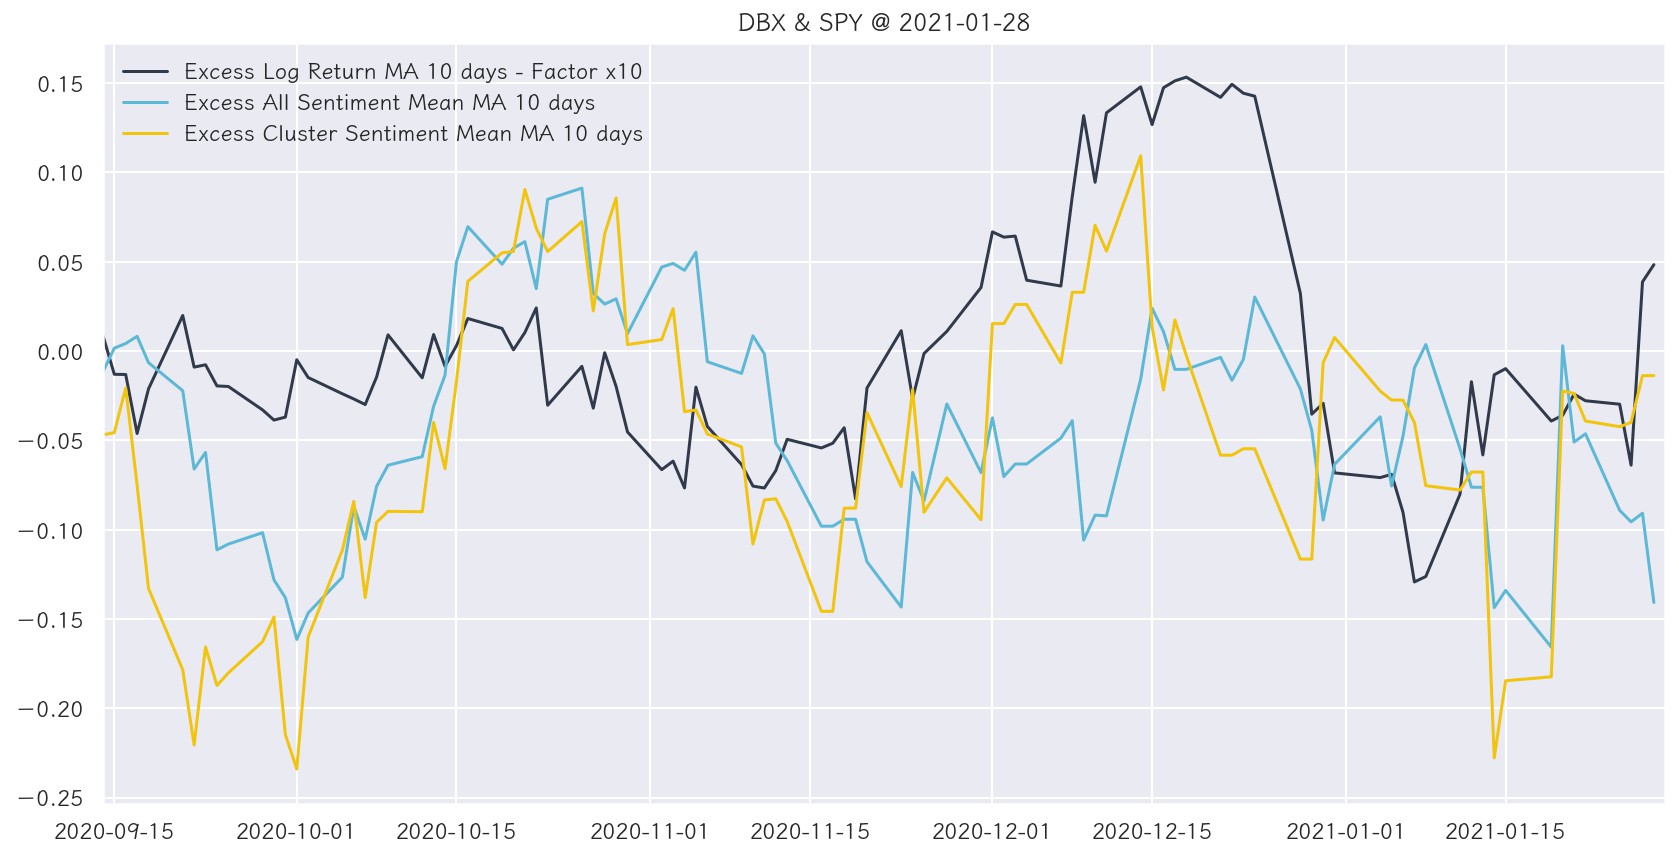 DBX & SPY @ 2021-01-28
Excess Log Return MA 10 days - Factor x10
Excess All Sentiment Mean MA 10 days
Excess Cluster Sentiment Mean MA 10 days
0.15
0.10
0.05
0.00
−0.05
−0.10
−0.15
−0.20
−0.25
2020-09-15 2020-10-01 2020-10-15 2020-11-01 2020-11-15 2020-12-01 2020-12-15 2021-01-01 2021-01-15